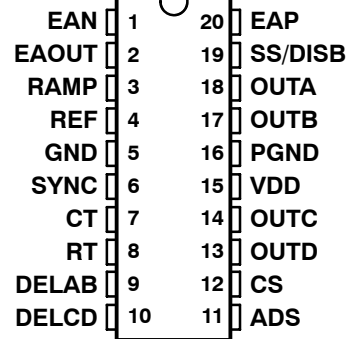 EAN 1 20 EAP
EAOUT 2 19 SS/DISB
RAMP 3 18 OUTA
REF 4 17 OUTB
GND 5 16 PGND
SYNC 6 15 VDD
CT 7 14 OUTC
RT 8 13 OUTD
DELAB 9 12 CS
DELCD 10 11 ADS